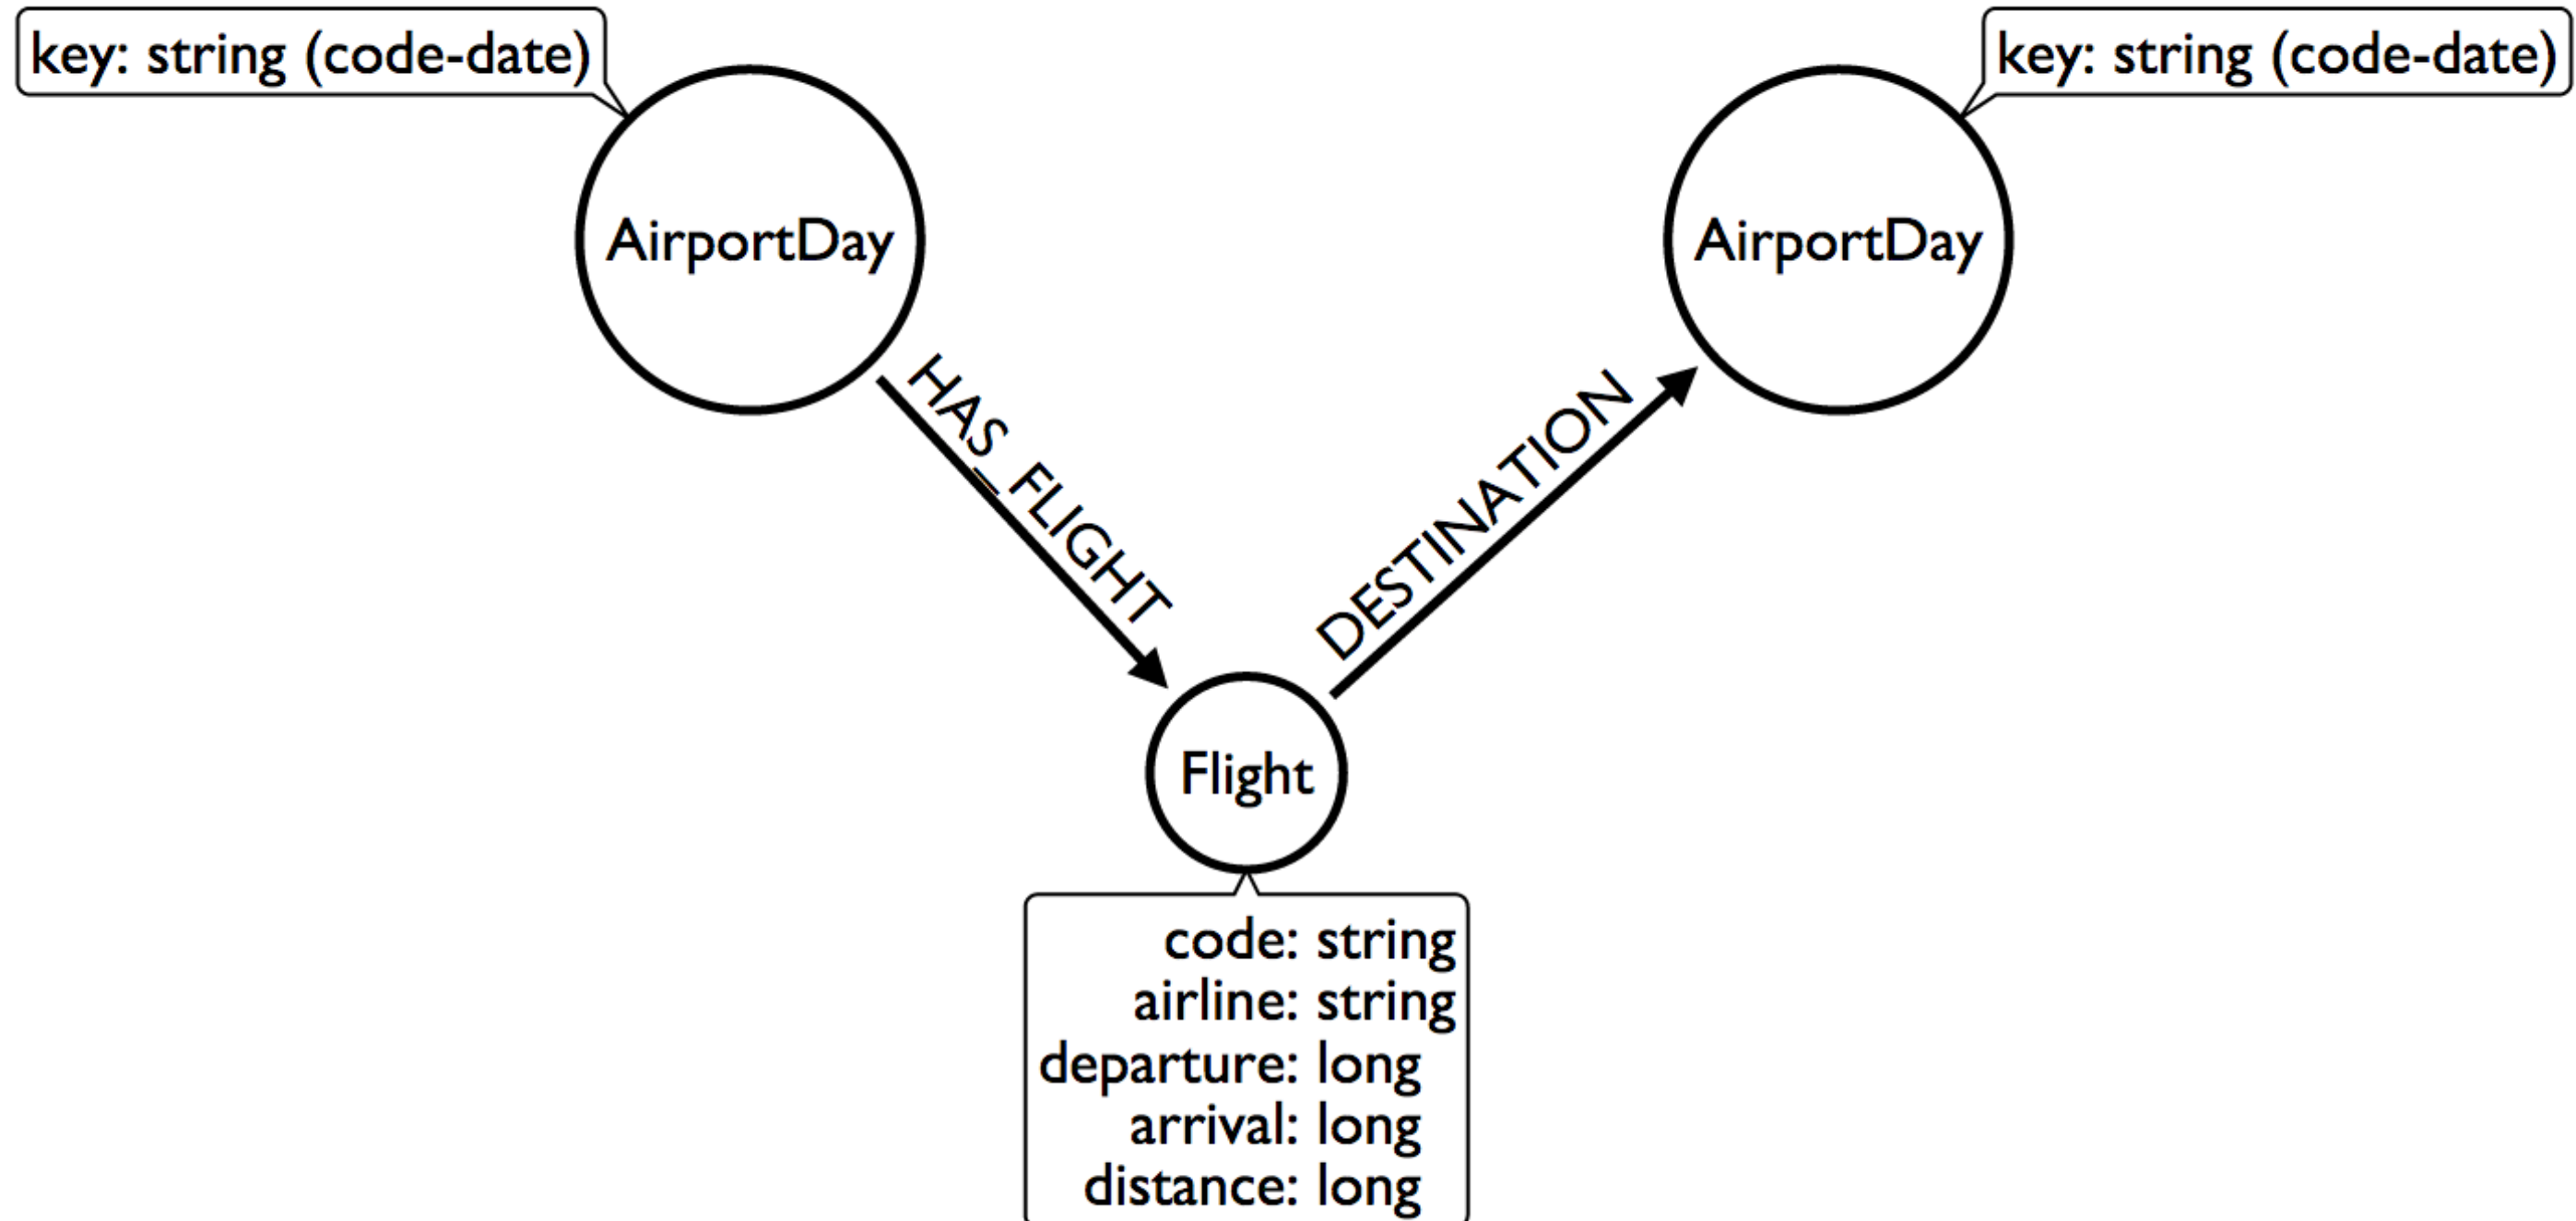 key: string (code-date)
key: string (code-date)
AirportDay
AirportDay
HAS_FLIGHT
DESTINATION
Flight
code: string
airline: string
departure: long
arrival: long
distance: long